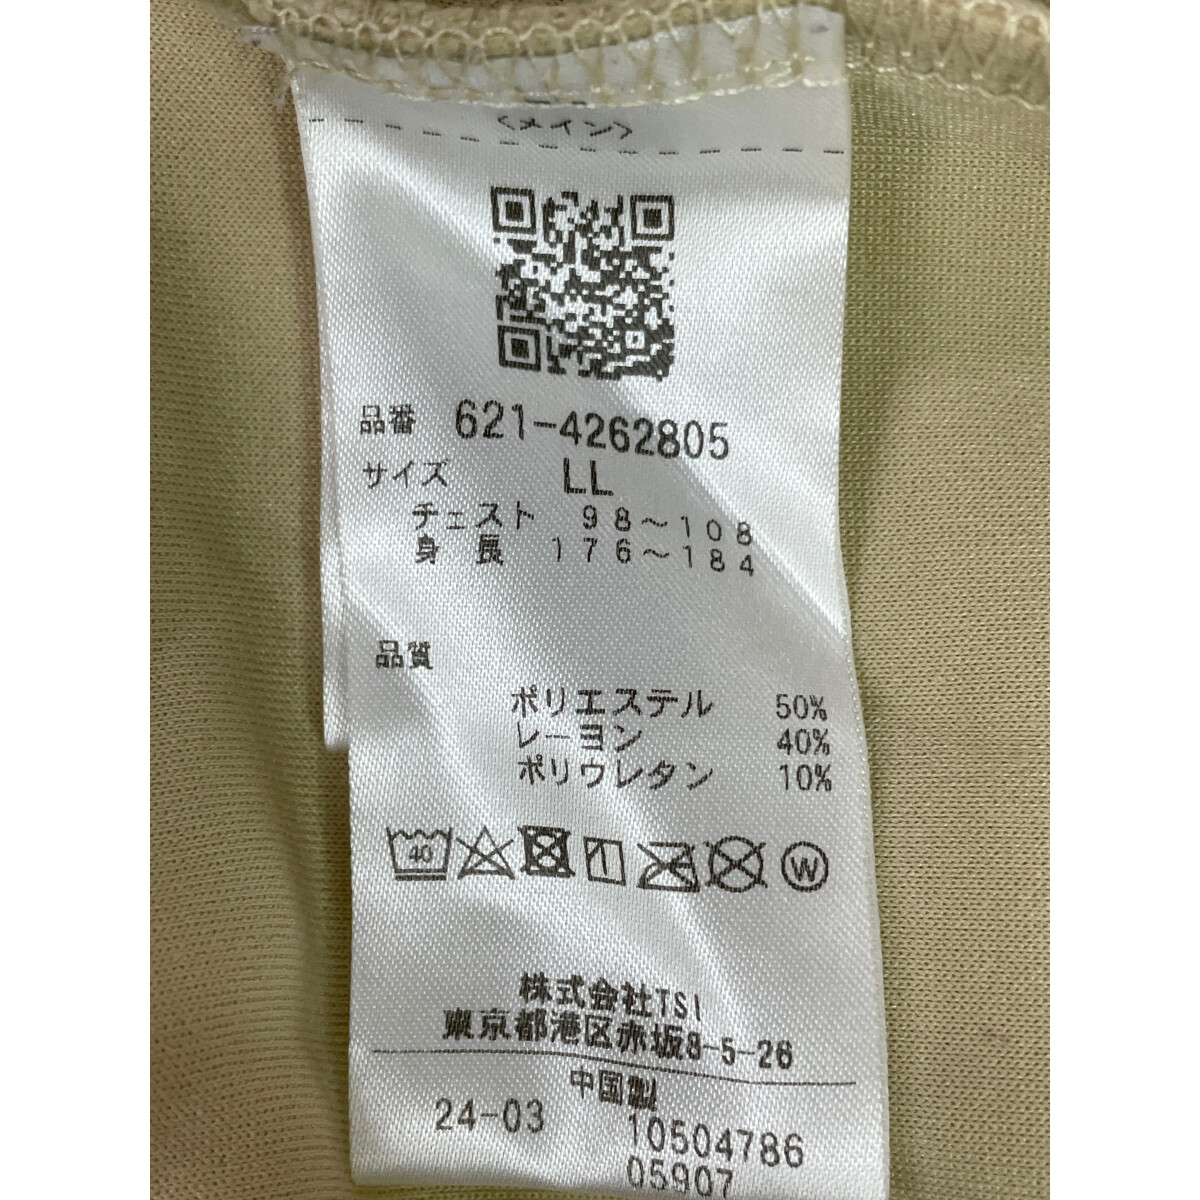 〈メイン〉
品番 621-4262805
サイズ LL
チェスト 98～108
身長 176～184
品質
ポリエステル 50%
レーヨン 40%
ポリウレタン 10%
40
W
株式会社TSI
東京都港区赤坂8-5-26
中国製
24-03 10504786
05907